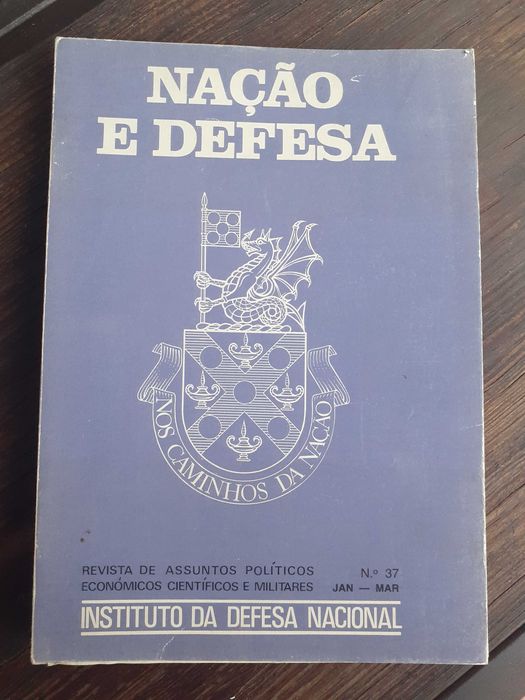 NAÇÃO
E DEFESA
NOS CAMINHOS DA NAÇÃO
REVISTA DE ASSUNTOS POLÍTICOS
ECONÓMICOS CIENTÍFICOS E MILITARES
N.º 37
JAN — MAR
INSTITUTO DA DEFESA NACIONAL